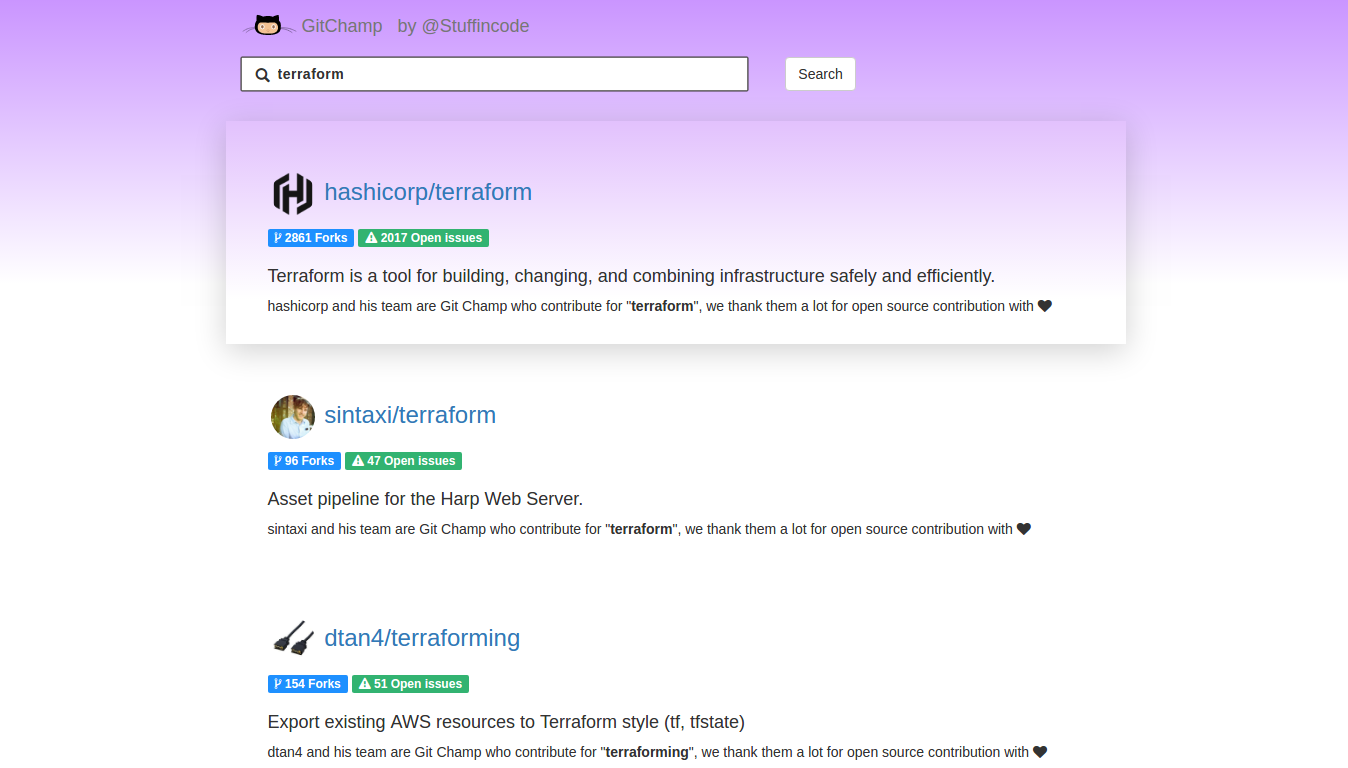 GitChamp by @Stuffincode
terraform Search
hashicorp/terraform
2861 Forks 2017 Open issues
Terraform is a tool for building, changing, and combining infrastructure safely and efficiently.
hashicorp and his team are Git Champ who contribute for "terraform", we thank them a lot for open source contribution with
sintaxi/terraform
96 Forks 47 Open issues
Asset pipeline for the Harp Web Server.
sintaxi and his team are Git Champ who contribute for "terraform", we thank them a lot for open source contribution with
dtan4/terraforming
154 Forks 51 Open issues
Export existing AWS resources to Terraform style (tf, tfstate)
dtan4 and his team are Git Champ who contribute for "terraforming", we thank them a lot for open source contribution with